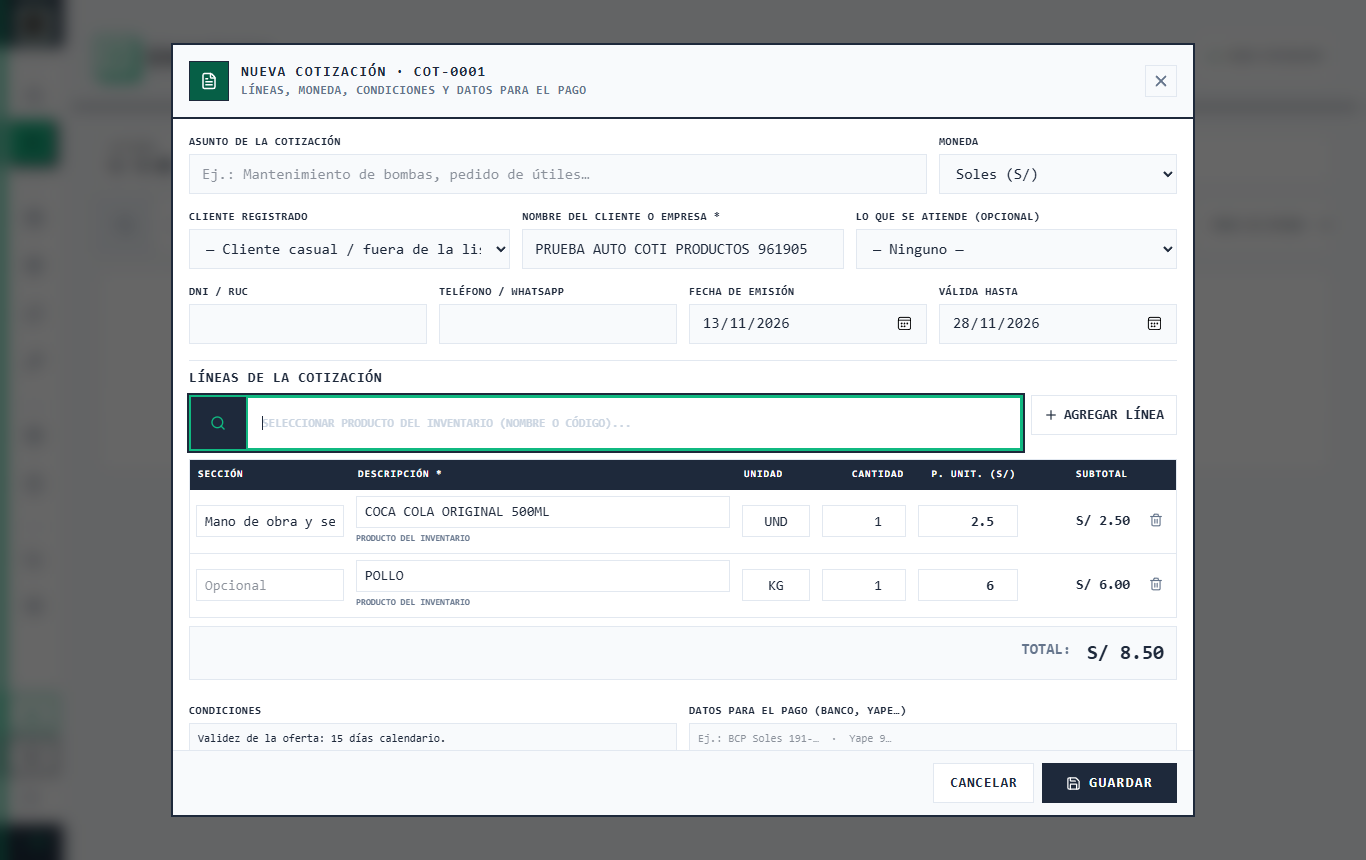 NUEVA COTIZACIÓN · COT-0001
LÍNEAS, MONEDA, CONDICIONES Y DATOS PARA EL PAGO
ASUNTO DE LA COTIZACIÓN
MONEDA
Ej.: Mantenimiento de bombas, pedido de útiles…
Soles (S/)
CLIENTE REGISTRADO
NOMBRE DEL CLIENTE O EMPRESA *
LO QUE SE ATIENDE (OPCIONAL)
— Cliente casual / fuera de la lis
PRUEBA AUTO COTI PRODUCTOS 961905
— Ninguno —
DNI / RUC
TELÉFONO / WHATSAPP
FECHA DE EMISIÓN
VÁLIDA HASTA
13/11/2026
28/11/2026
LÍNEAS DE LA COTIZACIÓN
SELECCIONAR PRODUCTO DEL INVENTARIO (NOMBRE O CÓDIGO)...
+ AGREGAR LÍNEA
SECCIÓN DESCRIPCIÓN * UNIDAD CANTIDAD P. UNIT. (S/) SUBTOTAL
Mano de obra y se COCA COLA ORIGINAL 500ML UND 1 2.5 S/ 2.50
PRODUCTO DEL INVENTARIO
Opcional POLLO KG 1 6 S/ 6.00
PRODUCTO DEL INVENTARIO
TOTAL: S/ 8.50
CONDICIONES
DATOS PARA EL PAGO (BANCO, YAPE…)
Validez de la oferta: 15 días calendario.
Ej.: BCP Soles 191-… · Yape 9…
CANCELAR
GUARDAR